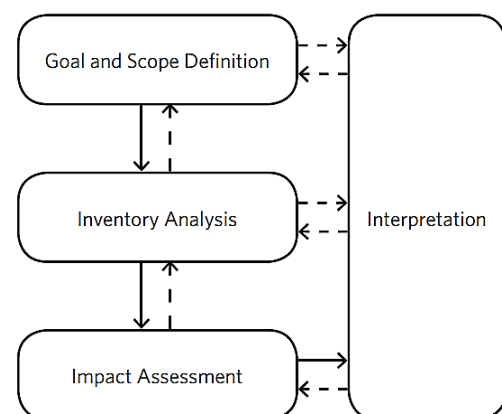 Goal and Scope Definition
Inventory Analysis
Interpretation
Impact Assessment